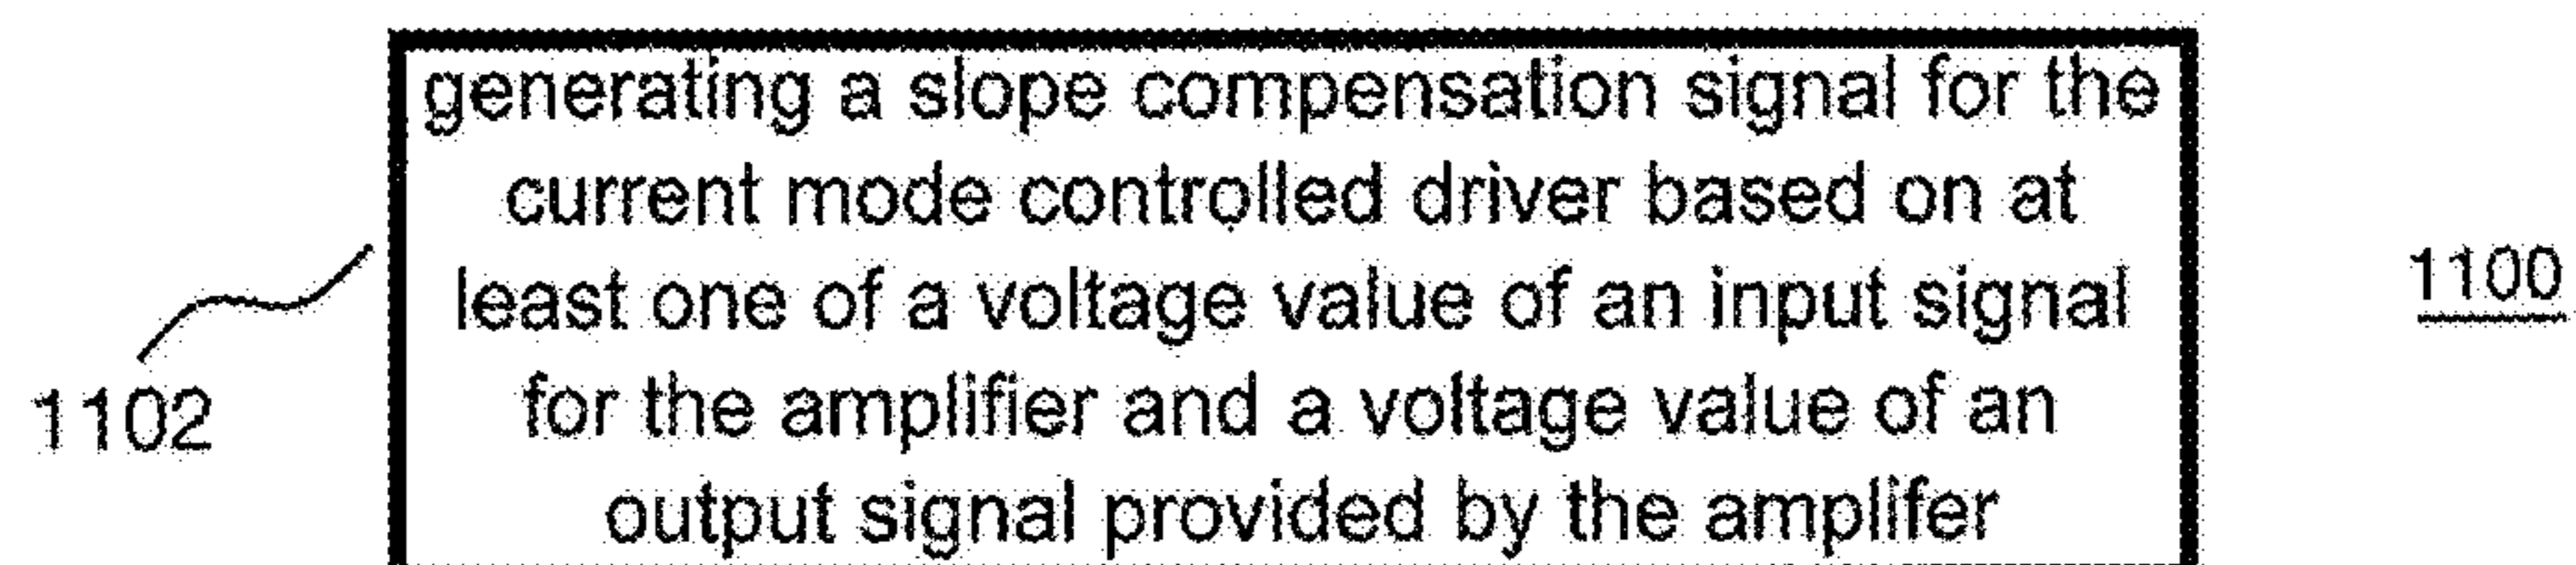 generating a slope compensation signal for the
current mode controlled driver based on at
least one of a voltage value of an input signal
for the amplifier and a voltage value of an
output signal provided by the amplifer
1102
1100